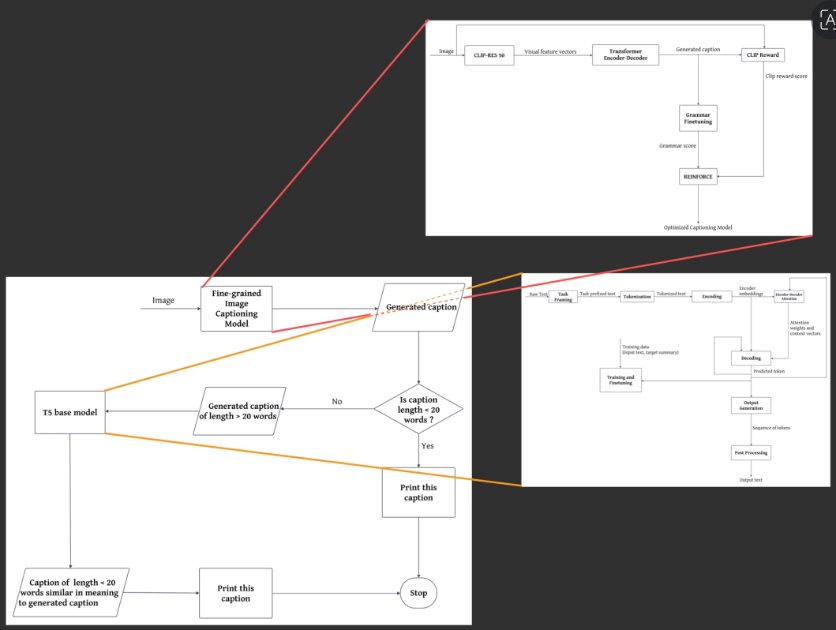 Image
CLIP-RES 50
Visual feature vectors
Transformer
Encoder-Decoder
Generated caption
CLIP Reward
Clip reward score
Grammar
Finetuning
Grammar score
REINFORCE
Optimized Captioning Model
Image
Fine-grained
Image
Captioning
Model
Generated caption
Is caption
length < 20
words ?
No
Yes
Generated caption
of length > 20 words
T5 base model
Print this
caption
Caption of length < 20
words similar in meaning
to generated caption
Print this
caption
Stop
Raw Text
Task
Framing
Task prefixed text
Tokenization
Tokenized text
Encoding
Encoder
embeddings
Encoder-Decoder
Attention
Attention
weights and
context vectors
Training data
(Input text, target summary)
Training and
Finetuning
Decoding
Predicted token
Output
Generation
Sequence of tokens
Post Processing
Output text
A